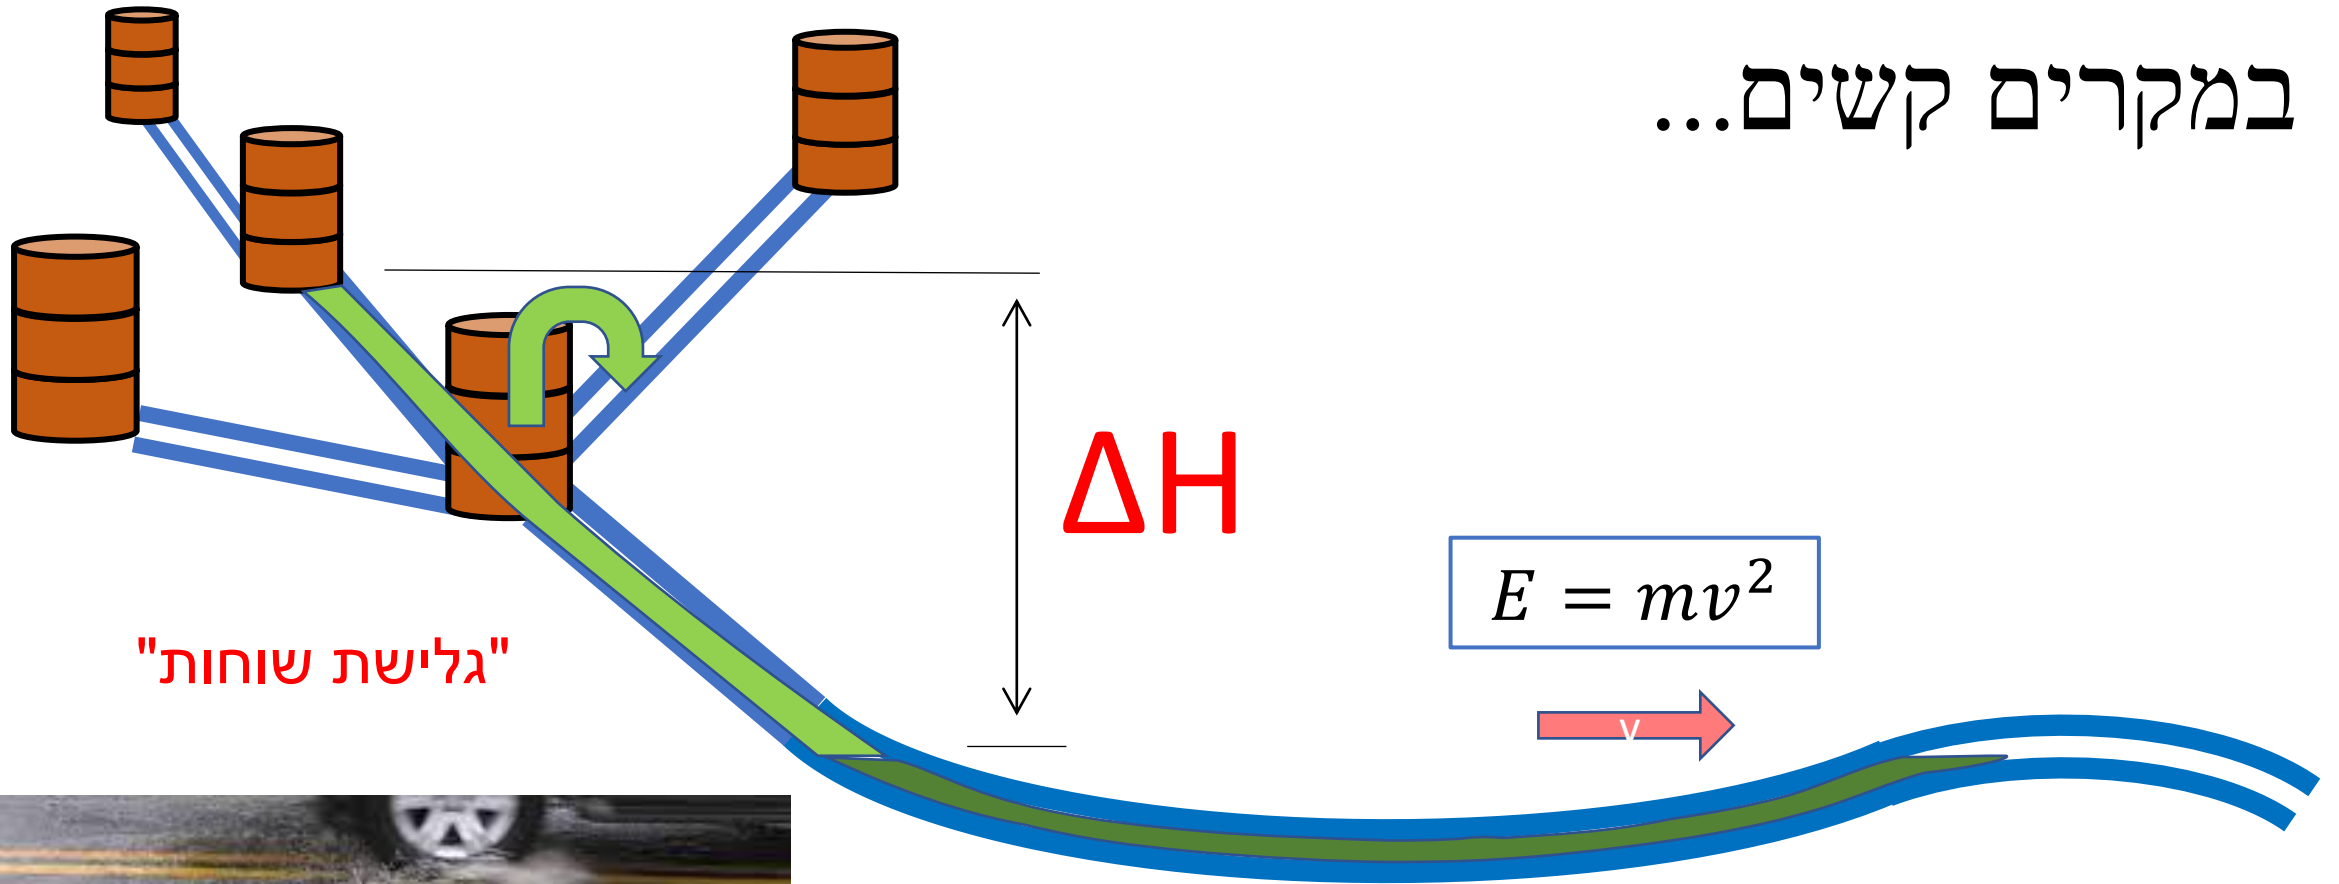 במקרים קשים...
ΔH
E = mv²
v
"גלישת שוחות"